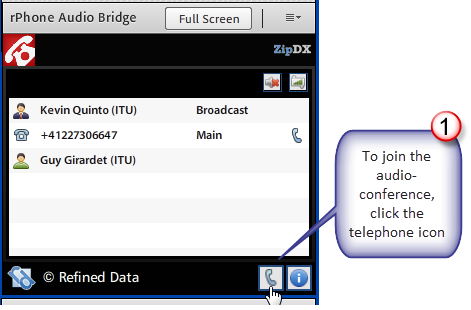 rPhone Audio Bridge
Full Screen
ZipDX
Kevin Quinto (ITU) Broadcast
+41227306647 Main
Guy Girardet (ITU)
© Refined Data
1
To join the
audio-
conference,
click the
telephone icon